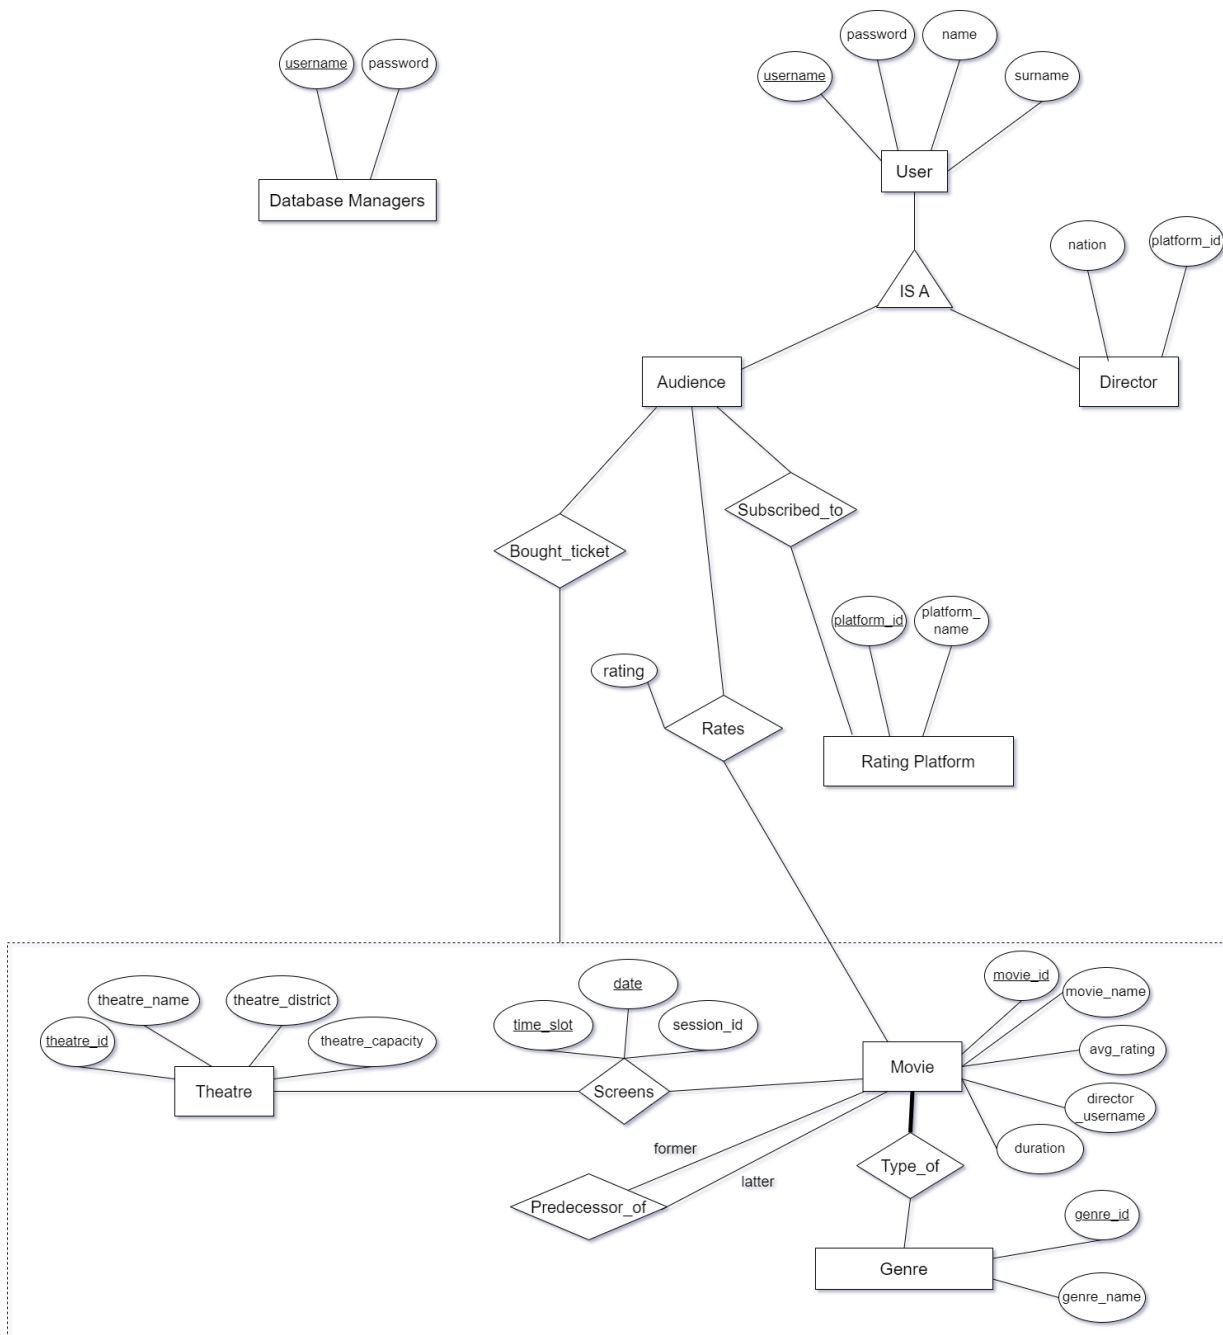 username
password
Database Managers
password
name
username
surname
User
IS A
nation
platform_id
Audience
Director
Subscribed_to
Bought_ticket
platform_id
platform_
name
rating
Rates
Rating Platform
theatre_name
theatre_district
theatre_id
theatre_capacity
date
time_slot
session_id
Theatre
Screens
movie_id
movie_name
avg_rating
Movie
director
_username
duration
former
latter
Predecessor_of
Type_of
genre_id
Genre
genre_name